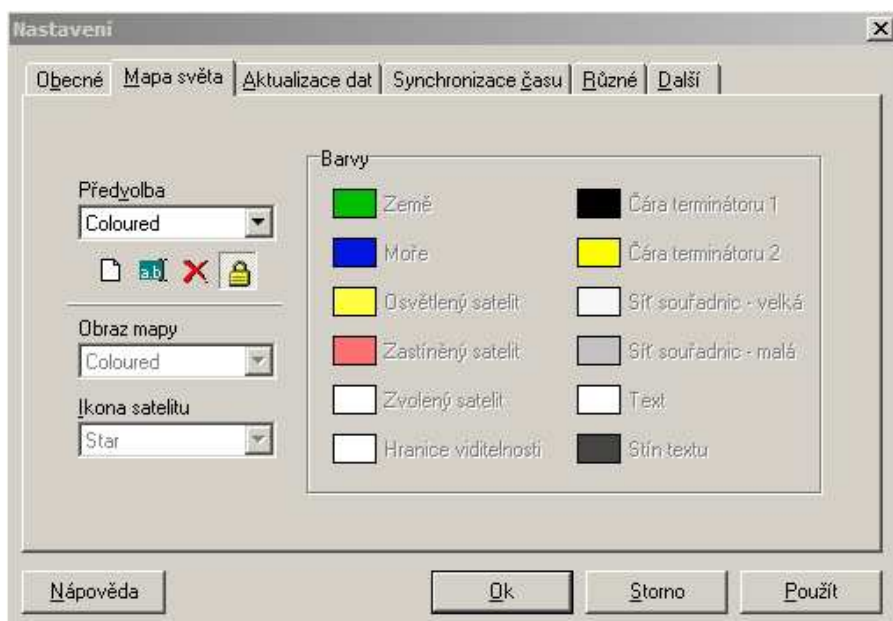 Nastavení
Obecné Mapa světa Aktualizace dat Synchronizace času Různé Další
Předvolba
Coloured
a.b
Obraz mapy
Coloured
Ikona satelitu
Star
Barvy
Země
Moře
Osvětlený satelit
Zastíněný satelit
Zvolený satelit
Hranice viditelnosti
Čára terminátoru 1
Čára terminátoru 2
Síť souřadnic - velká
Síť souřadnic - malá
Text
Stín textu
Nápověda Ok Storno Použít